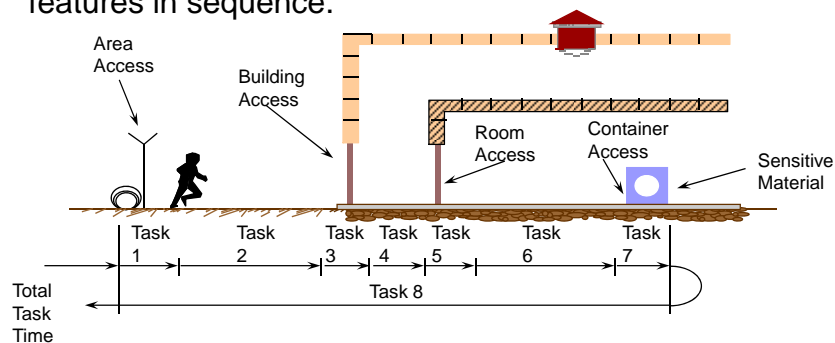 features in sequence.
Area
Access
Building
Access
Room
Access
Container
Access
Sensitive
Material
Task
1
Task
2
Task
3
Task
4
Task
5
Task
6
Task
7
Task 8
Total
Task
Time